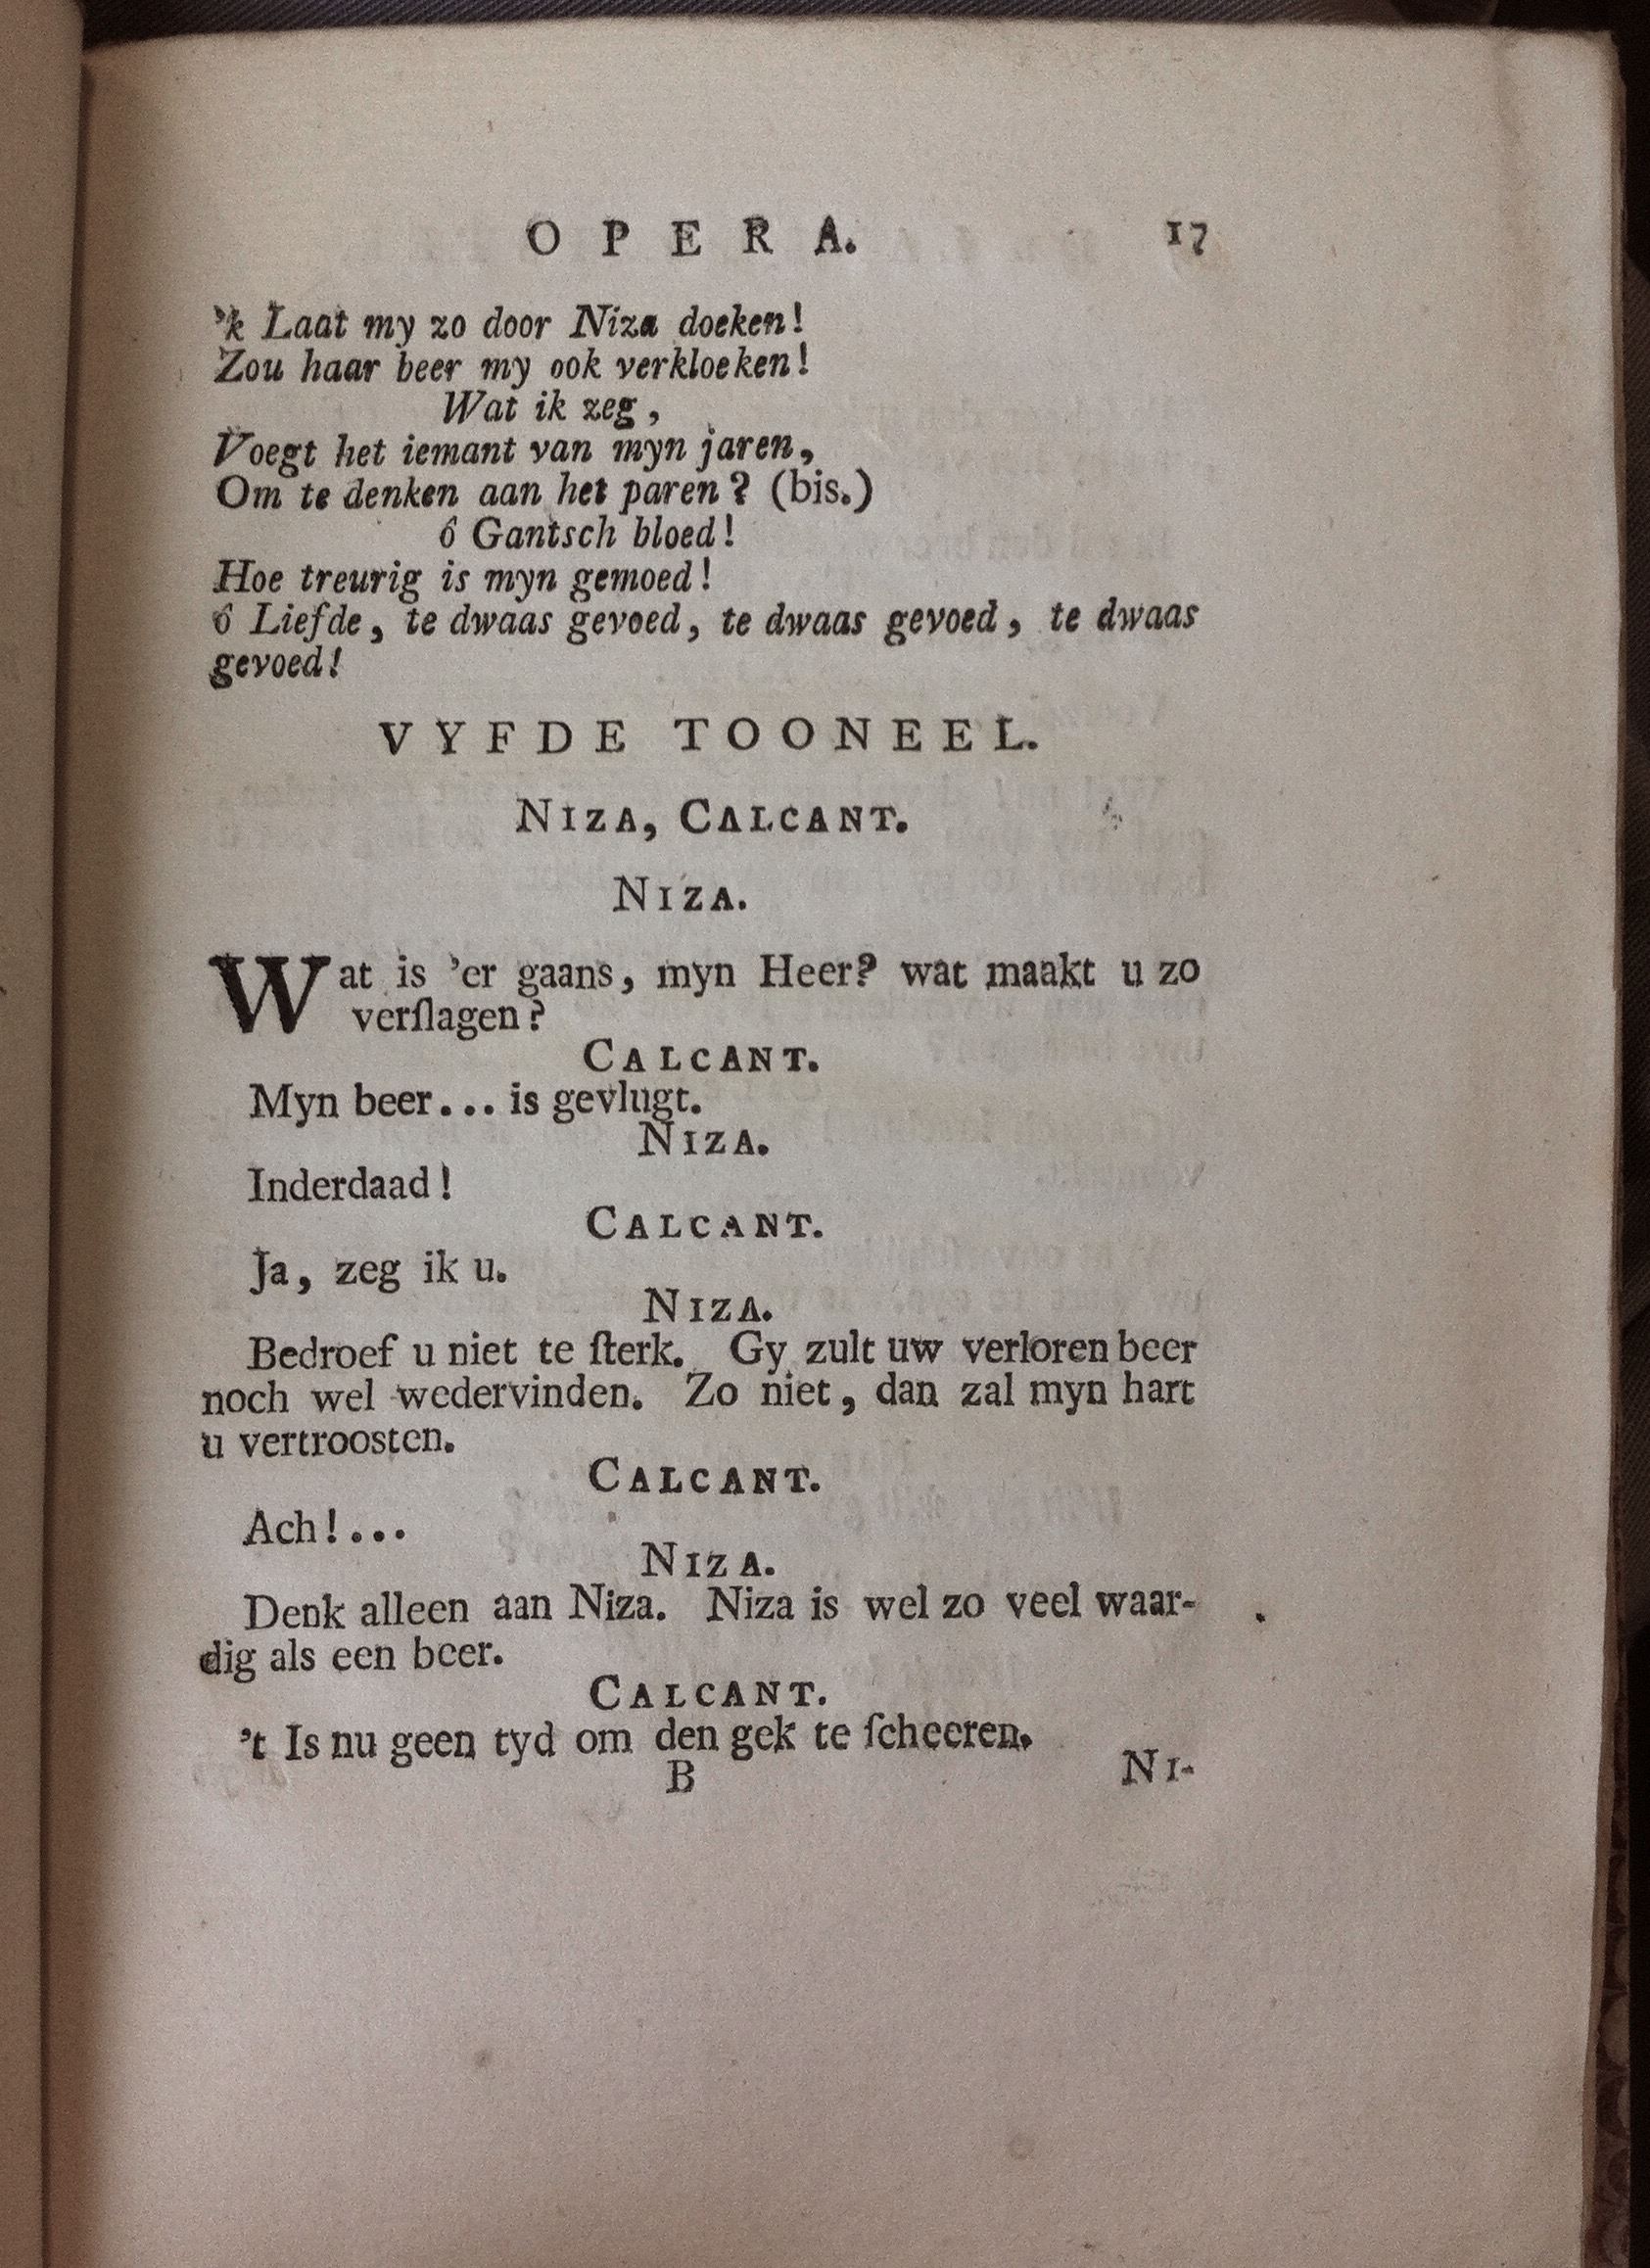 OPERA. 17
'k Laat my zo door Niza doeken!
Zou haar beer my ook verkloeken!
Wat ik zeg,
Voegt het iemant van myn jaren,
Om te denken aan het paren? (bis.)
ô Gantsch bloed!
Hoe treurig is myn gemoed!
ô Liefde, te dwaas gevoed, te dwaas gevoed, te dwaas
gevoed!
VYFDE TOONEEL.
NIZA, CALCANT.
NIZA.
Wat is 'er gaans, myn Heer? wat maakt u zo
verſlagen?
CALCANT.
Myn beer... is gevlugt.
NIZA.
Inderdaad!
CALCANT.
Ja, zeg ik u.
NIZA.
Bedroef u niet te ſterk. Gy zult uw verloren beer
noch wel wedervinden. Zo niet, dan zal myn hart
u vertroosten.
CALCANT.
Ach!...
NIZA.
Denk alleen aan Niza. Niza is wel zo veel waar-
dig als een beer.
CALCANT.
't Is nu geen tyd om den gek te ſcheeren.
B NI-